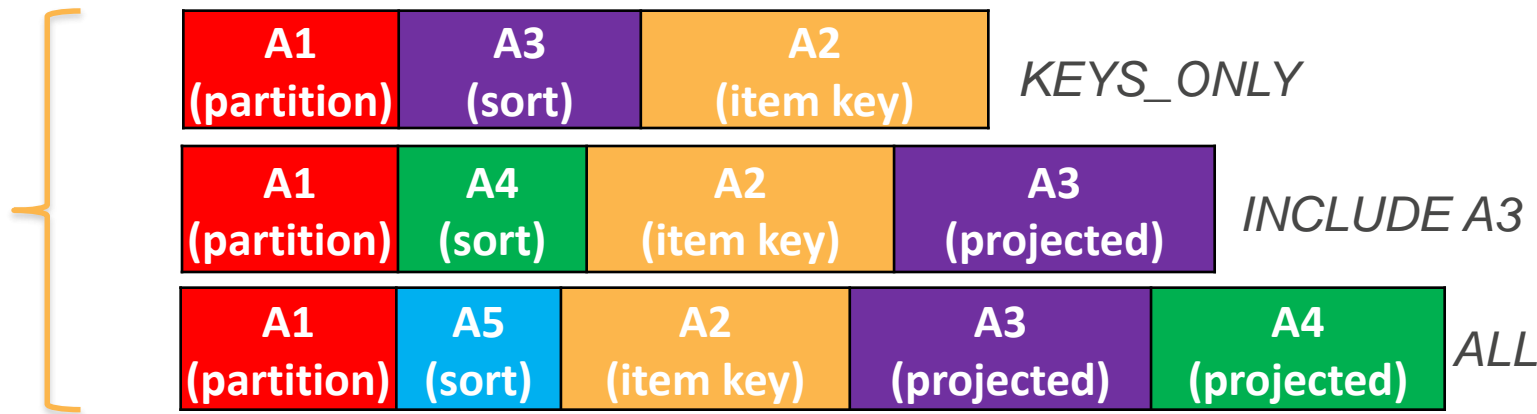 A1 A3 A2
(partition) (sort) (item key) KEYS_ONLY
A1 A4 A2 A3
(partition) (sort) (item key) (projected) INCLUDE A3
A1 A5 A2 A3 A4
(partition) (sort) (item key) (projected) (projected) ALL